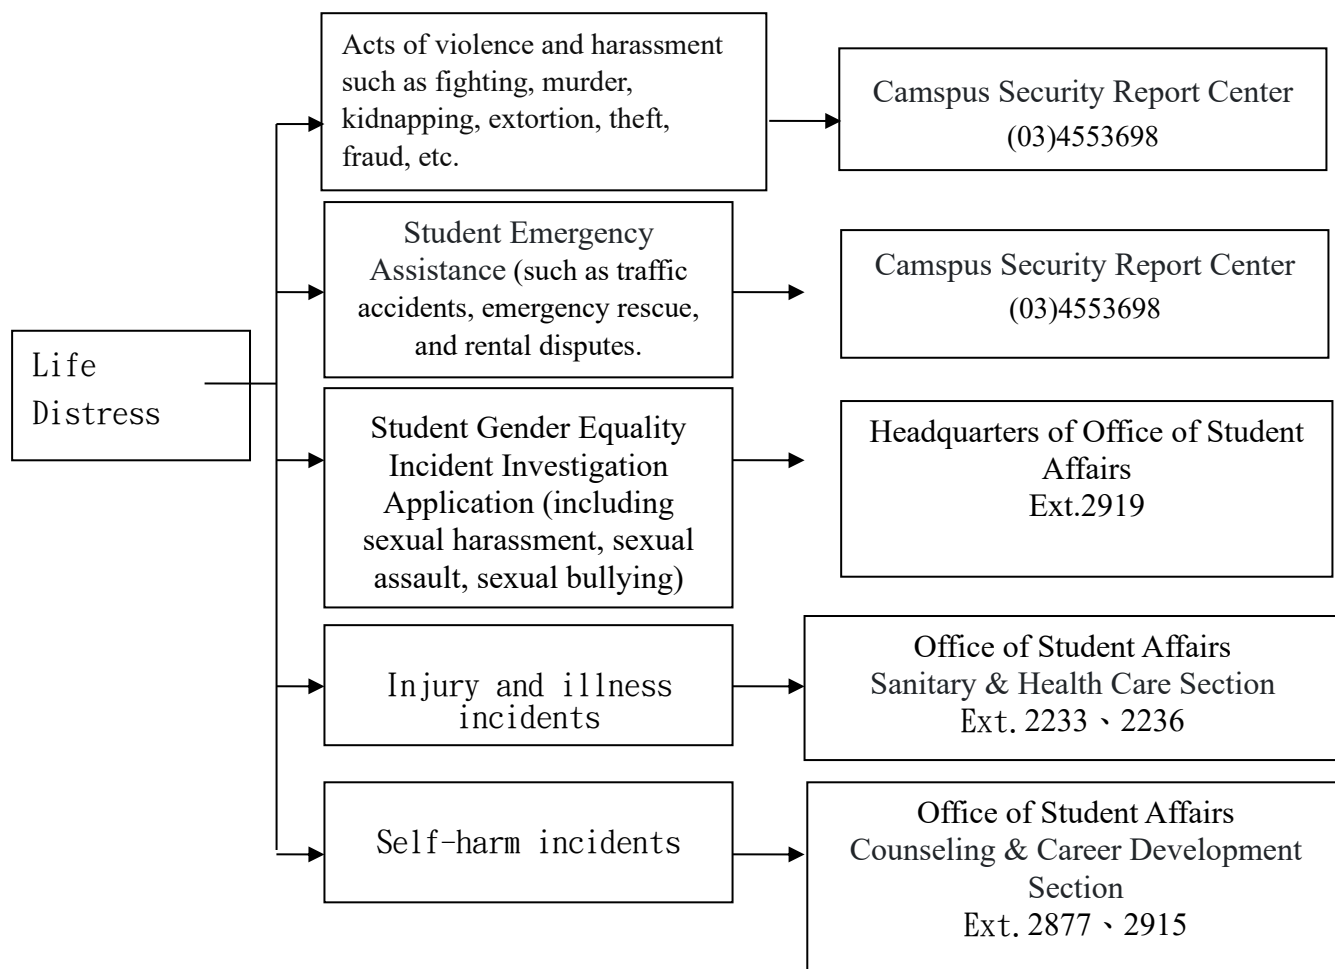 Acts of violence and harassment
such as fighting, murder,
kidnapping, extortion, theft,
fraud, etc.
Camspus Security Report Center
(03)4553698
Student Emergency
Assistance (such as traffic
accidents, emergency rescue,
and rental disputes.
Camspus Security Report Center
(03)4553698
Life
Distress
Student Gender Equality
Incident Investigation
Application (including
sexual harassment, sexual
assault, sexual bullying)
Headquarters of Office of Student
Affairs
Ext.2919
Injury and illness
incidents
Office of Student Affairs
Sanitary & Health Care Section
Ext. 2233、2236
Self-harm incidents
Office of Student Affairs
Counseling & Career Development
Section
Ext. 2877、2915